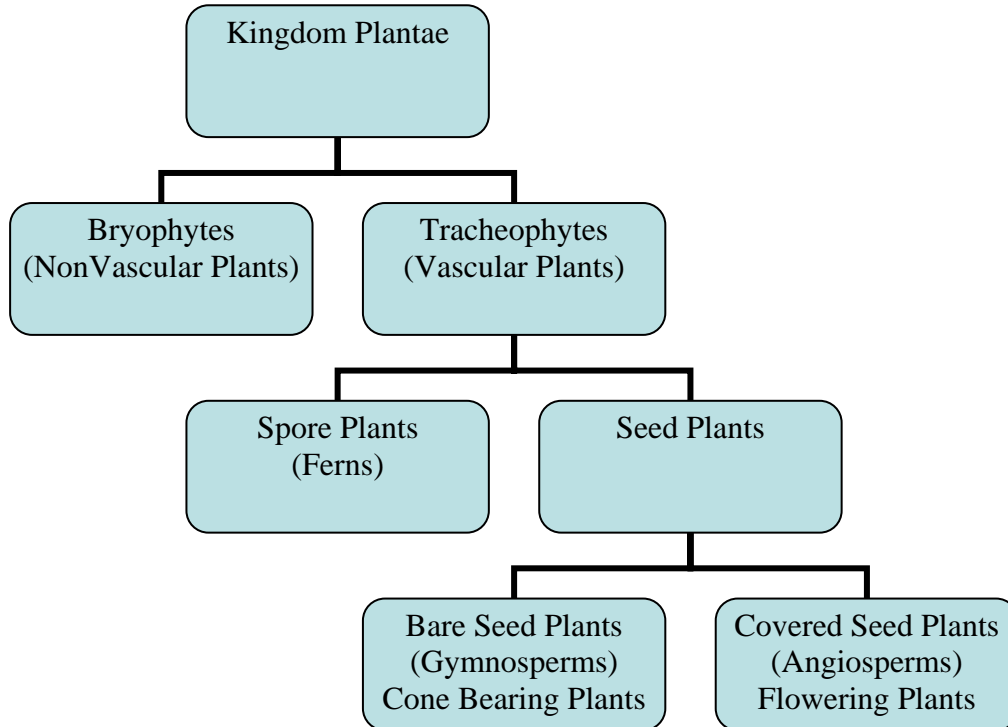 Kingdom Plantae
Bryophytes
(NonVascular Plants)
Tracheophytes
(Vascular Plants)
Spore Plants
(Ferns)
Seed Plants
Bare Seed Plants
(Gymnosperms)
Cone Bearing Plants
Covered Seed Plants
(Angiosperms)
Flowering Plants